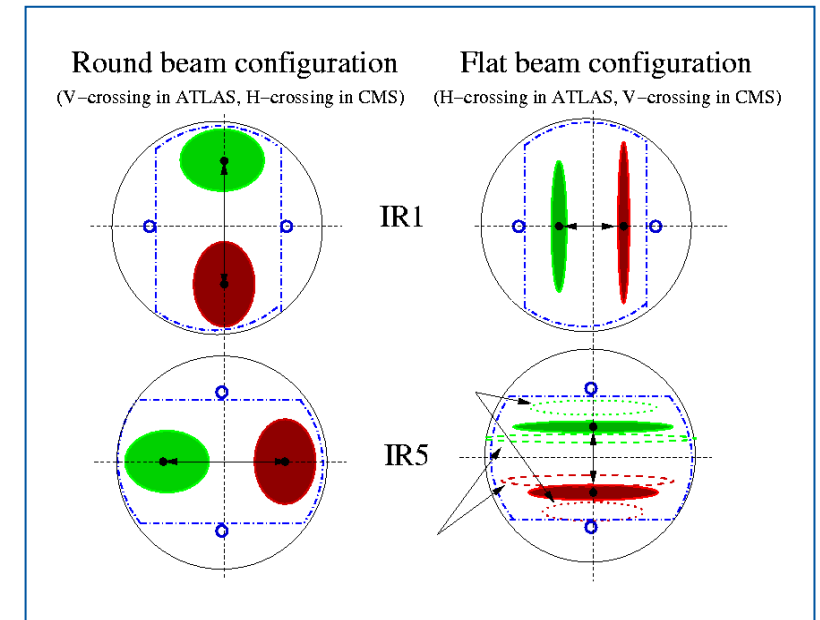 Round beam configuration
(V−crossing in ATLAS, H−crossing in CMS)
Flat beam configuration
(H−crossing in ATLAS, V−crossing in CMS)
IR1
IR5